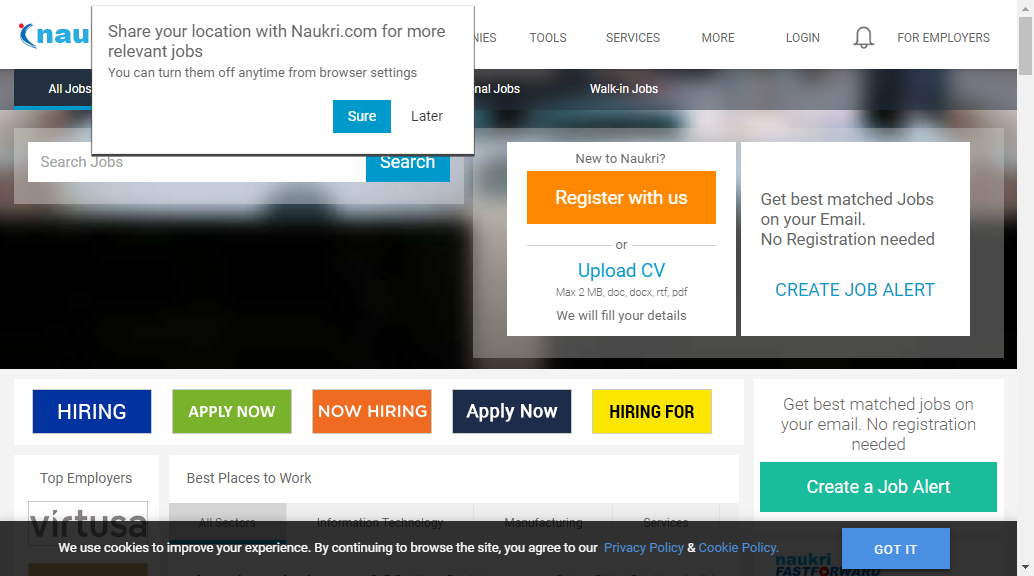 nau
Share your location with Naukri.com for more
relevant jobs
You can turn them off anytime from browser settings
Sure
Later
NIES
TOOLS
SERVICES
MORE
LOGIN
FOR EMPLOYERS
All Jobs
nal Jobs
Walk-in Jobs
Search Jobs
Search
New to Naukri?
Register with us
or
Upload CV
Max 2 MB, doc, docx, rtf, pdf
We will fill your details
Get best matched Jobs
on your Email.
No Registration needed
CREATE JOB ALERT
HIRING
APPLY NOW
NOW HIRING
Apply Now
HIRING FOR
Get best matched jobs on
your email. No registration
needed
Create a Job Alert
Top Employers
Best Places to Work
virtusa
All Sectors
Information Technology
Manufacturing
Services
We use cookies to improve your experience. By continuing to browse the site, you agree to our Privacy Policy & Cookie Policy.
GOT IT
naukri
FASTFORWARD